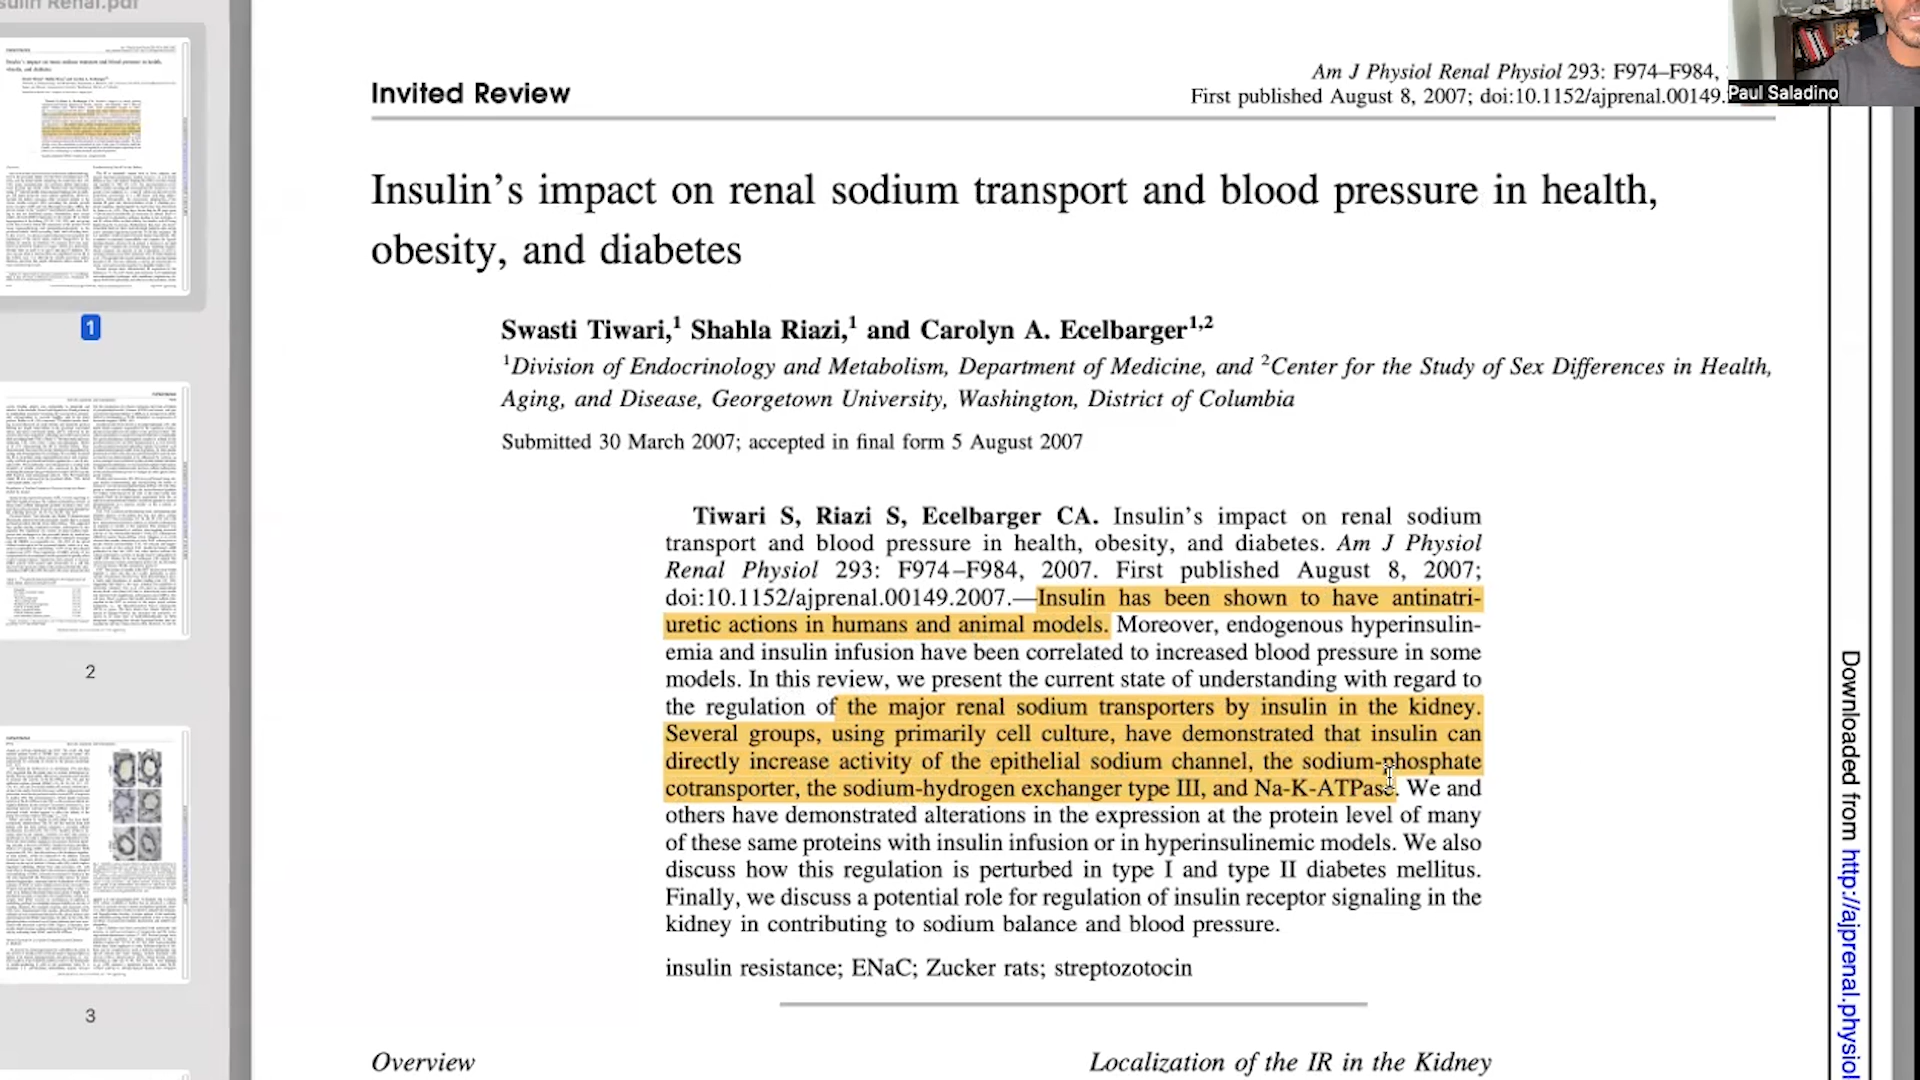 sulin Renal.pdf
1
2
3
Invited Review
Am J Physiol Renal Physiol 293: F974–F984,
First published August 8, 2007; doi:10.1152/ajprenal.00149.
Paul Saladino
Insulin’s impact on renal sodium transport and blood pressure in health,
obesity, and diabetes
Swasti Tiwari,1 Shahla Riazi,1 and Carolyn A. Ecelbarger1,2
1Division of Endocrinology and Metabolism, Department of Medicine, and 2Center for the Study of Sex Differences in Health,
Aging, and Disease, Georgetown University, Washington, District of Columbia
Submitted 30 March 2007; accepted in final form 5 August 2007
Tiwari S, Riazi S, Ecelbarger CA. Insulin’s impact on renal sodium
transport and blood pressure in health, obesity, and diabetes. Am J Physiol
Renal Physiol 293: F974–F984, 2007. First published August 8, 2007;
doi:10.1152/ajprenal.00149.2007.—Insulin has been shown to have antinatri-
uretic actions in humans and animal models. Moreover, endogenous hyperinsulin-
emia and insulin infusion have been correlated to increased blood pressure in some
models. In this review, we present the current state of understanding with regard to
the regulation of the major renal sodium transporters by insulin in the kidney.
Several groups, using primarily cell culture, have demonstrated that insulin can
directly increase activity of the epithelial sodium channel, the sodium-phosphate
cotransporter, the sodium-hydrogen exchanger type III, and Na-K-ATPase. We and
others have demonstrated alterations in the expression at the protein level of many
of these same proteins with insulin infusion or in hyperinsulinemic models. We also
discuss how this regulation is perturbed in type I and type II diabetes mellitus.
Finally, we discuss a potential role for regulation of insulin receptor signaling in the
kidney in contributing to sodium balance and blood pressure.
insulin resistance; ENaC; Zucker rats; streptozotocin
Overview
Localization of the IR in the Kidney
Downloaded from http://ajprenal.physiol